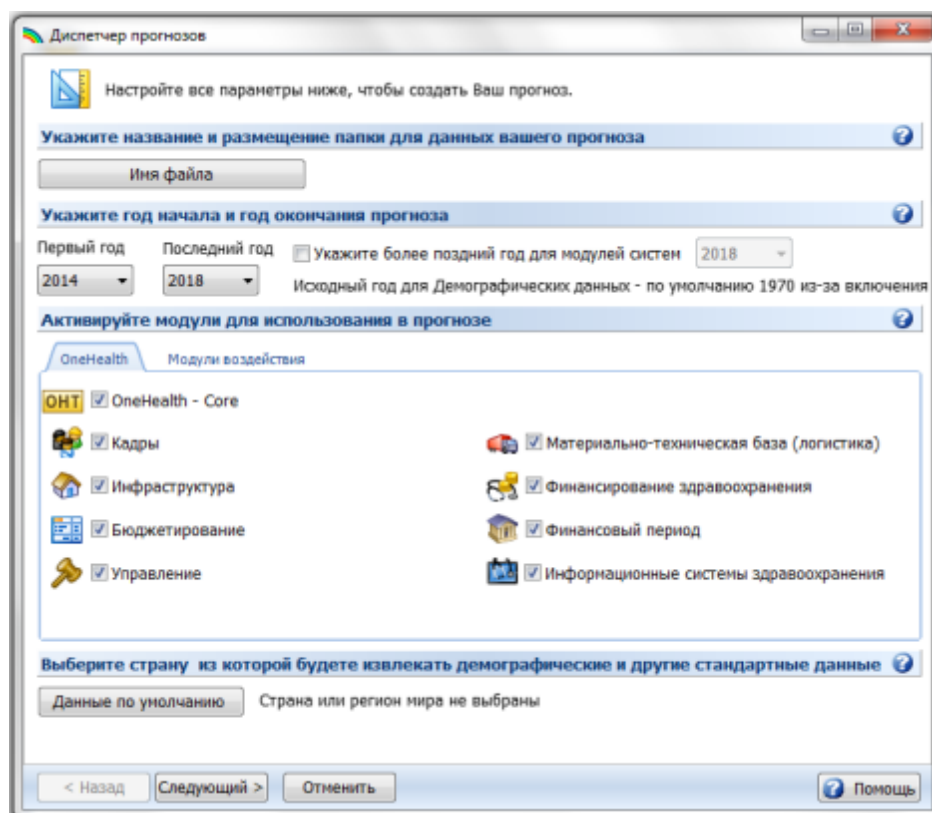 Диспетчер прогнозов
Настройте все параметры ниже, чтобы создать Ваш прогноз.
Укажите название и размещение папки для данных вашего прогноза
Имя файла
Укажите год начала и год окончания прогноза
Первый год Последний год Укажите более поздний год для модулей систем 2018
2014 2018 Исходный год для Демографических данных - по умолчанию 1970 из-за включения
Активируйте модули для использования в прогнозе
OneHealth Модули воздействия
OHT OneHealth - Core
Кадры Материально-техническая база (логистика)
Инфраструктура Финансирование здравоохранения
Бюджетирование Финансовый период
Управление Информационные системы здравоохранения
Выберите страну из которой будете извлекать демографические и другие стандартные данные
Данные по умолчанию Страна или регион мира не выбраны
< Назад Следующий > Отменить Помощь